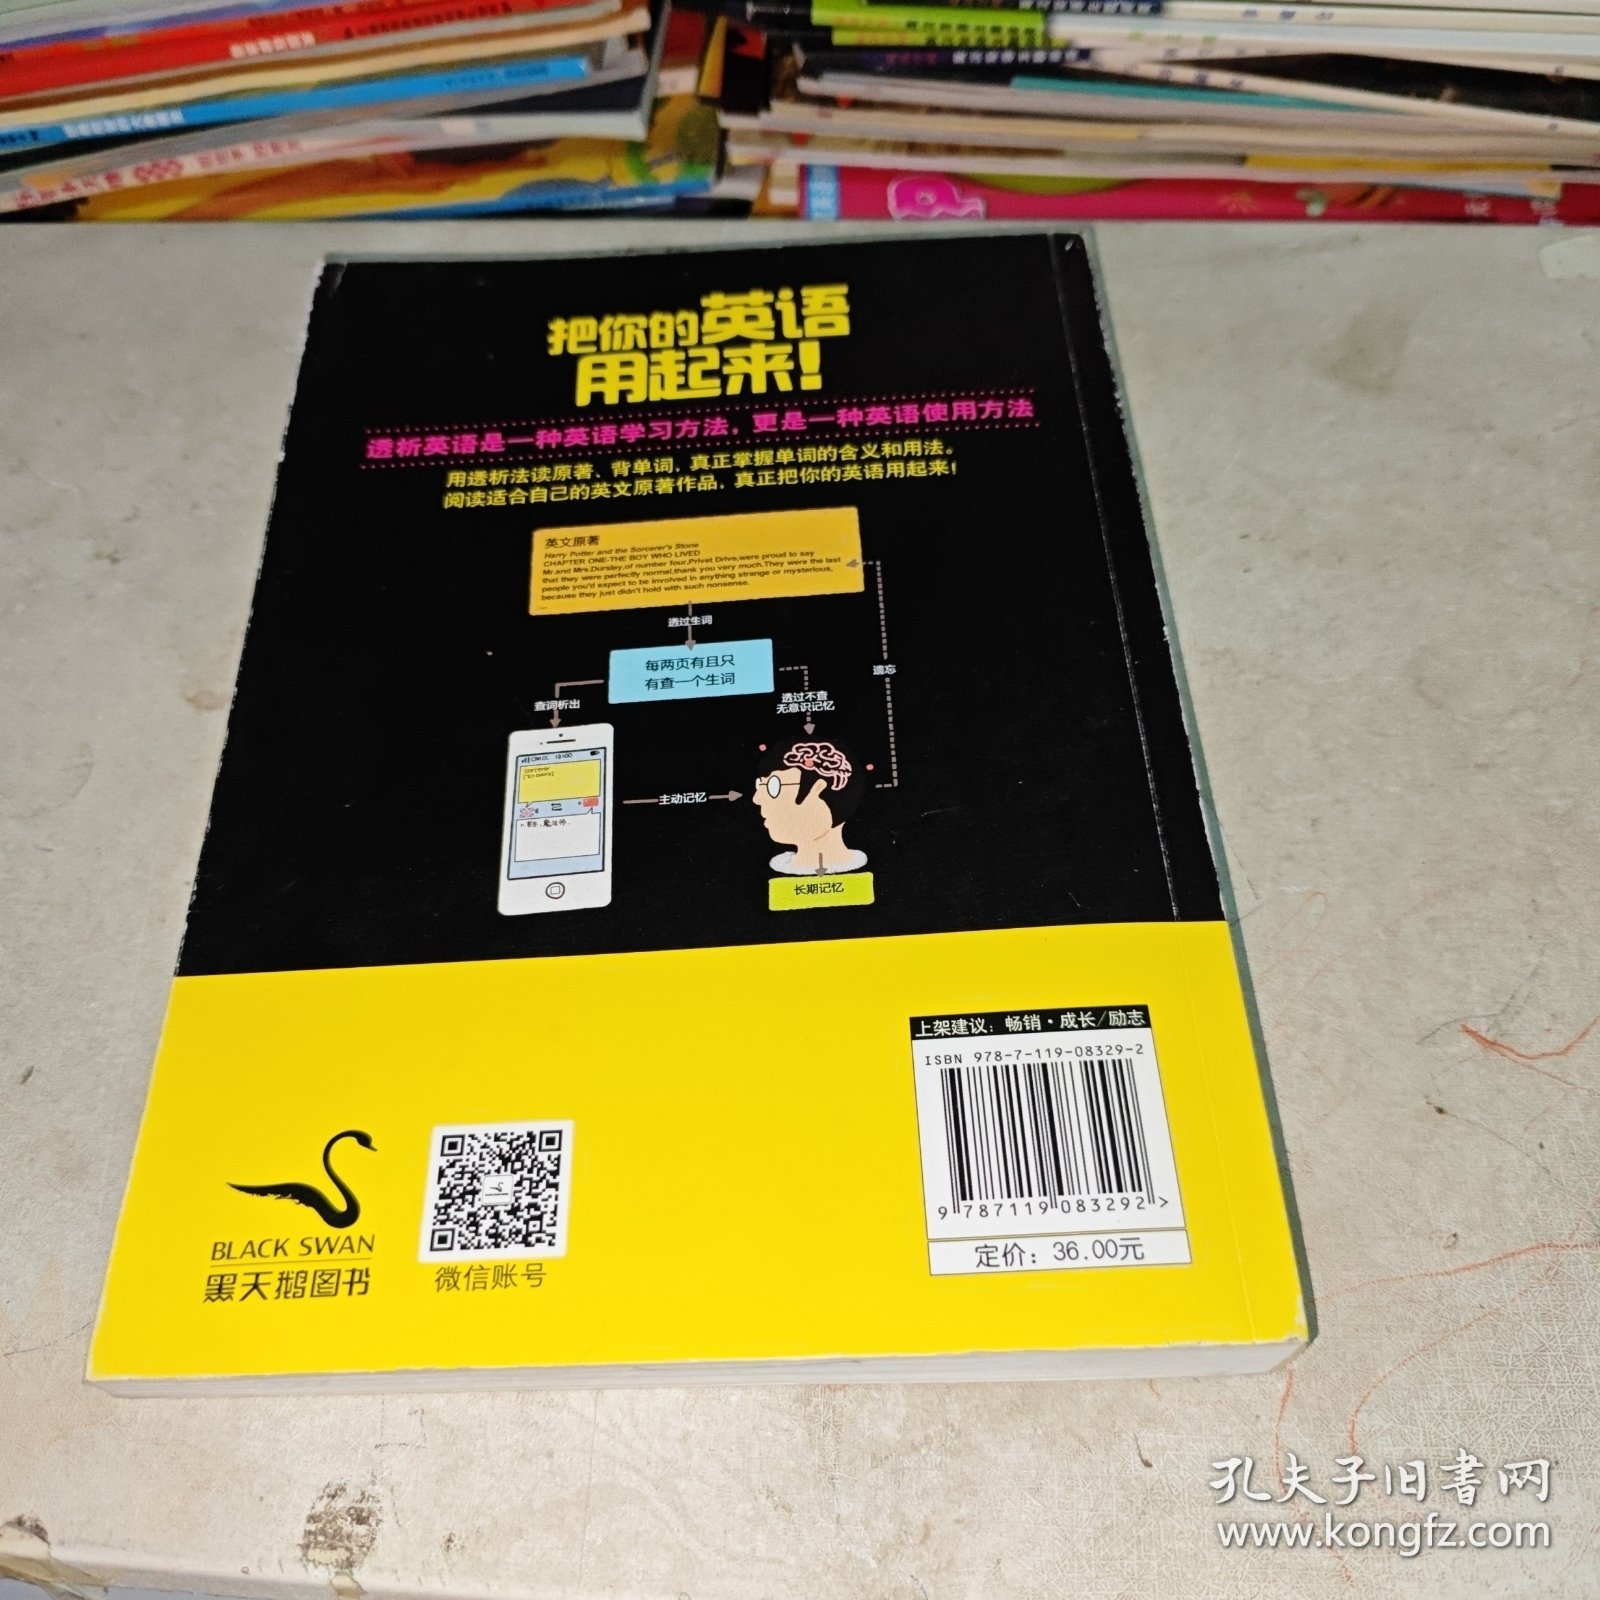 把你的英语
用起来!
透析英语是一种英语学习方法,更是一种英语使用方法
用透析法读原著、背单词,真正掌握单词的含义和用法。
阅读适合自己的英文原著作品,真正把你的英语用起来!
英文原著
Harry Potter and the Sorcerer's Stone
CHAPTER ONE-THE BOY WHO LIVED
Mr.and Mrs.Dursley,of number four,Privet Drive,were proud to say
that they were perfectly normal,thank you very much.They were the last
people you'd expect to be involved in anything strange or mysterious,
because they just didn't hold with such nonsense.
...
透过生词
每两页有且只
有查一个生词
遗忘
查词析出
透过不查
无意识记忆
Sorcerer
主动记忆
长期记忆
上架建议:畅销·成长/励志
ISBN 978-7-119-08329-2
9 787119 083292 >
定价:36.00元
BLACK SWAN
黑天鹅图书
微信账号
孔夫子旧书网
www.kongfz.com